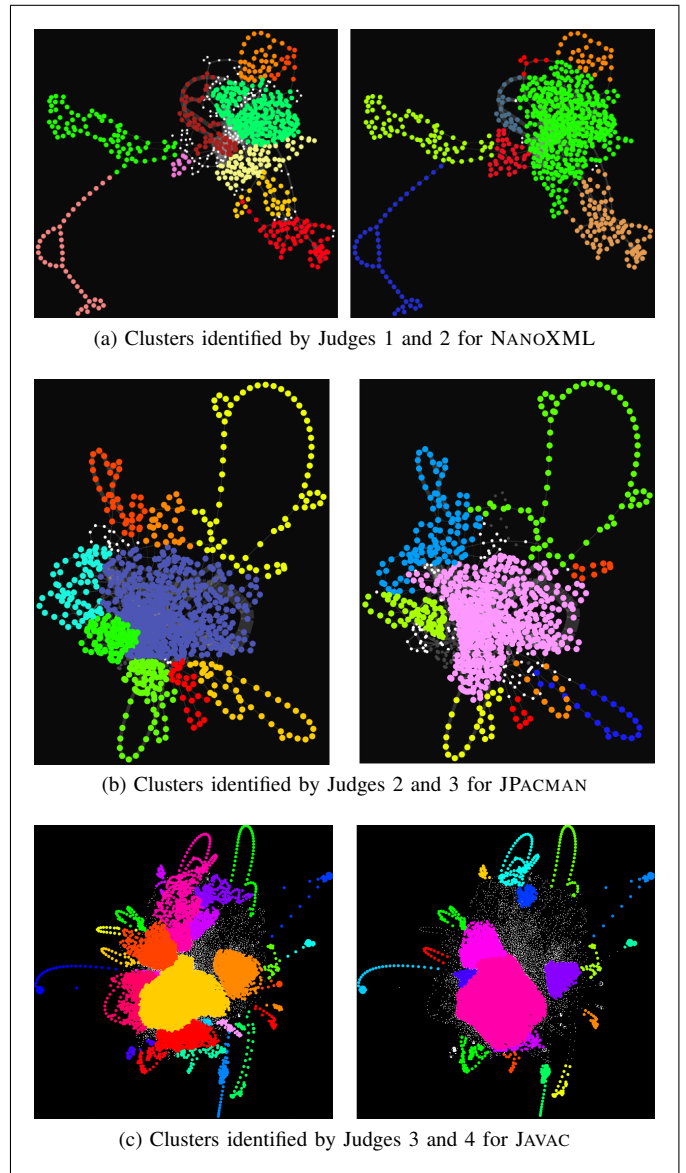 (a) Clusters identified by Judges 1 and 2 for NANOXML
(b) Clusters identified by Judges 2 and 3 for JPACMAN
(c) Clusters identified by Judges 3 and 4 for JAVAC